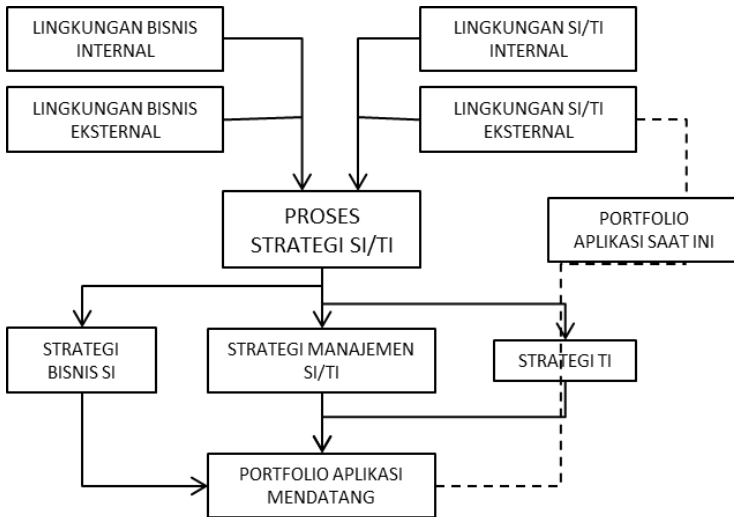 LINGKUNGAN BISNIS
INTERNAL
LINGKUNGAN SI/TI
INTERNAL
LINGKUNGAN BISNIS
EKSTERNAL
LINGKUNGAN SI/TI
EKSTERNAL
PROSES
STRATEGI SI/TI
PORTFOLIO
APLIKASI SAAT INI
STRATEGI
BISNIS SI
STRATEGI MANAJEMEN
SI/TI
STRATEGI TI
PORTFOLIO APLIKASI
MENDATANG